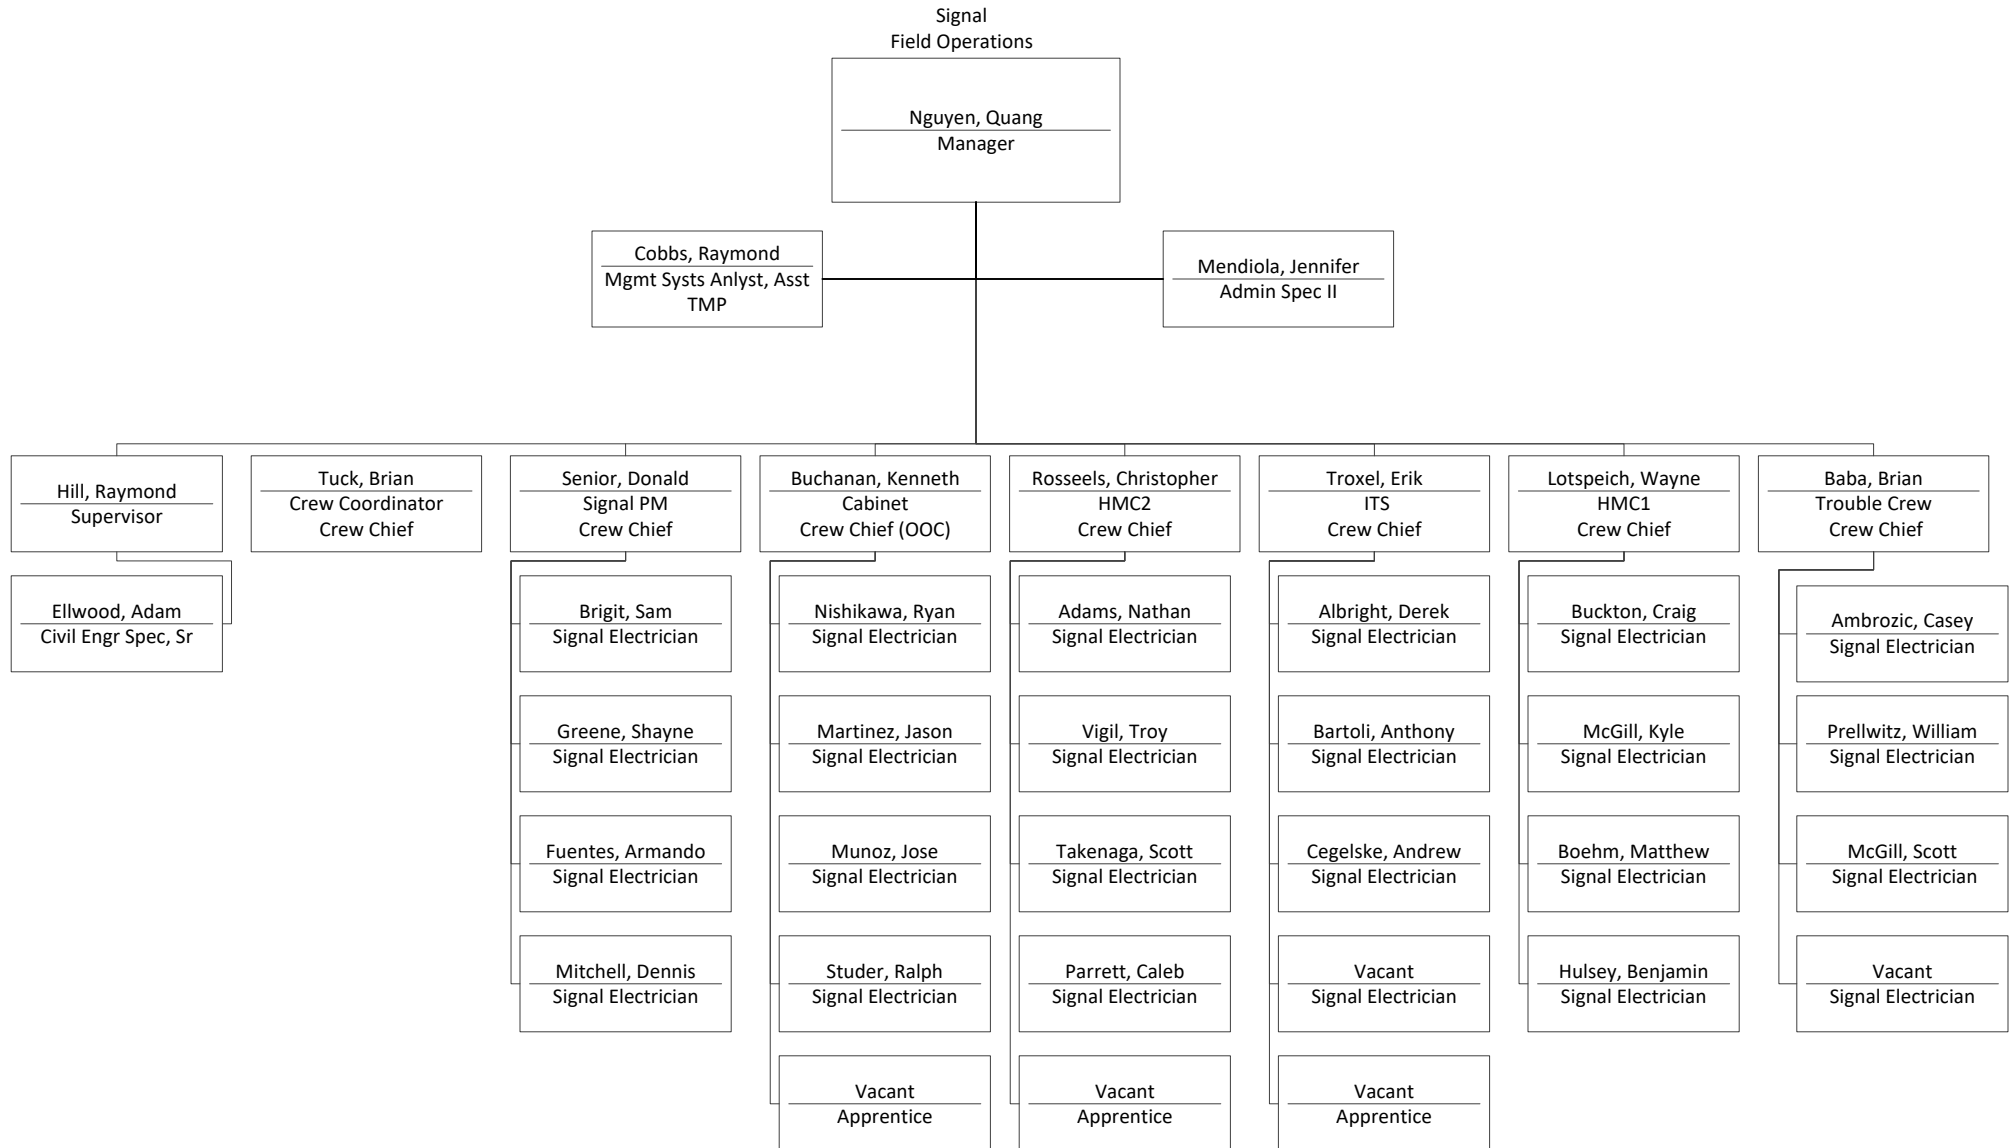 Signal
Field Operations
Nguyen, Quang
Manager
Cobbs, Raymond
Mgmt Systs Anlyst, Asst
TMP
Mendiola, Jennifer
Admin Spec II
Hill, Raymond
Supervisor
Tuck, Brian
Crew Coordinator
Crew Chief
Senior, Donald
Signal PM
Crew Chief
Buchanan, Kenneth
Cabinet
Crew Chief (OOC)
Rosseels, Christopher
HMC2
Crew Chief
Troxel, Erik
ITS
Crew Chief
Lotspeich, Wayne
HMC1
Crew Chief
Baba, Brian
Trouble Crew
Crew Chief
Ellwood, Adam
Civil Engr Spec, Sr
Brigit, Sam
Signal Electrician
Nishikawa, Ryan
Signal Electrician
Adams, Nathan
Signal Electrician
Albright, Derek
Signal Electrician
Buckton, Craig
Signal Electrician
Ambrozic, Casey
Signal Electrician
Greene, Shayne
Signal Electrician
Martinez, Jason
Signal Electrician
Vigil, Troy
Signal Electrician
Bartoli, Anthony
Signal Electrician
McGill, Kyle
Signal Electrician
Prellwitz, William
Signal Electrician
Fuentes, Armando
Signal Electrician
Munoz, Jose
Signal Electrician
Takenaga, Scott
Signal Electrician
Cegelske, Andrew
Signal Electrician
Boehm, Matthew
Signal Electrician
McGill, Scott
Signal Electrician
Mitchell, Dennis
Signal Electrician
Studer, Ralph
Signal Electrician
Parrett, Caleb
Signal Electrician
Vacant
Signal Electrician
Hulsey, Benjamin
Signal Electrician
Vacant
Signal Electrician
Vacant
Apprentice
Vacant
Apprentice
Vacant
Apprentice